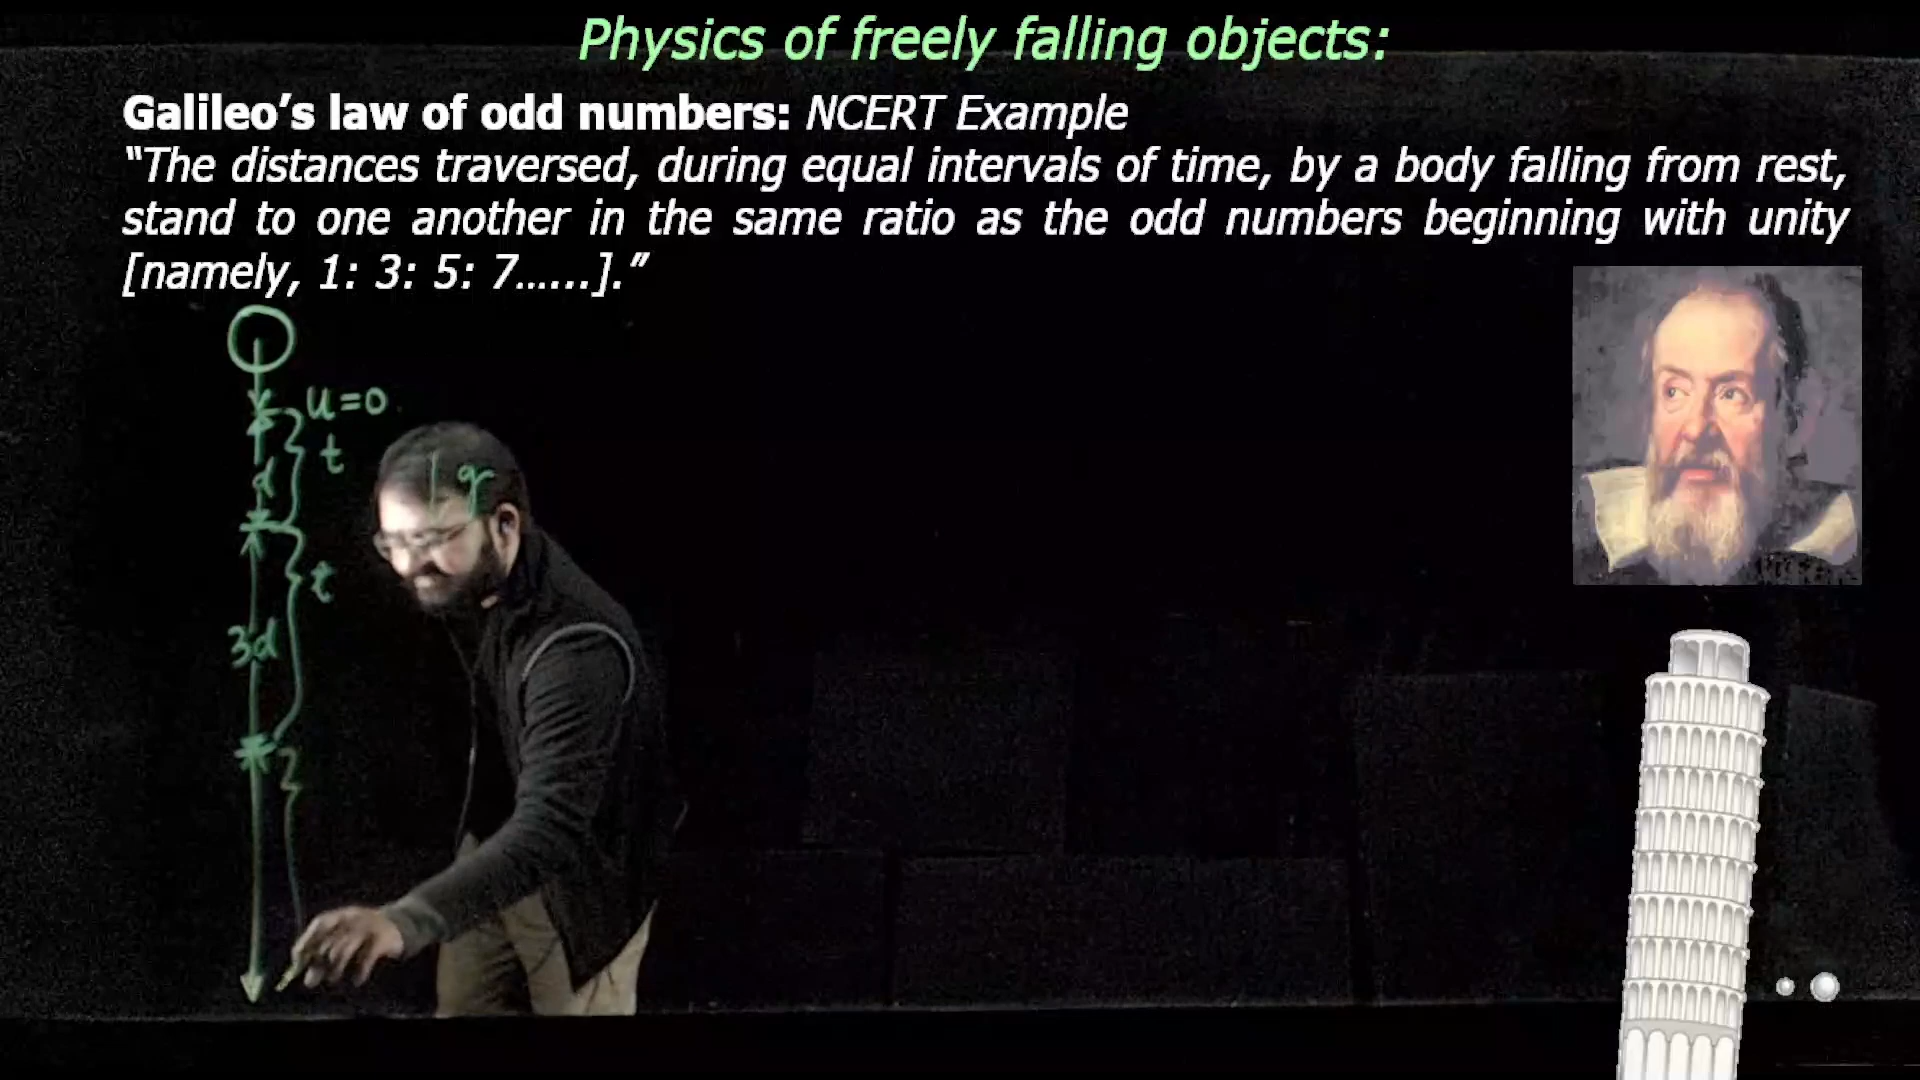 Physics of freely falling objects:
Galileo’s law of odd numbers: NCERT Example
“The distances traversed, during equal intervals of time, by a body falling from rest,
stand to one another in the same ratio as the odd numbers beginning with unity
[namely, 1: 3: 5: 7......].”
u=0
t
d
g
t
3d